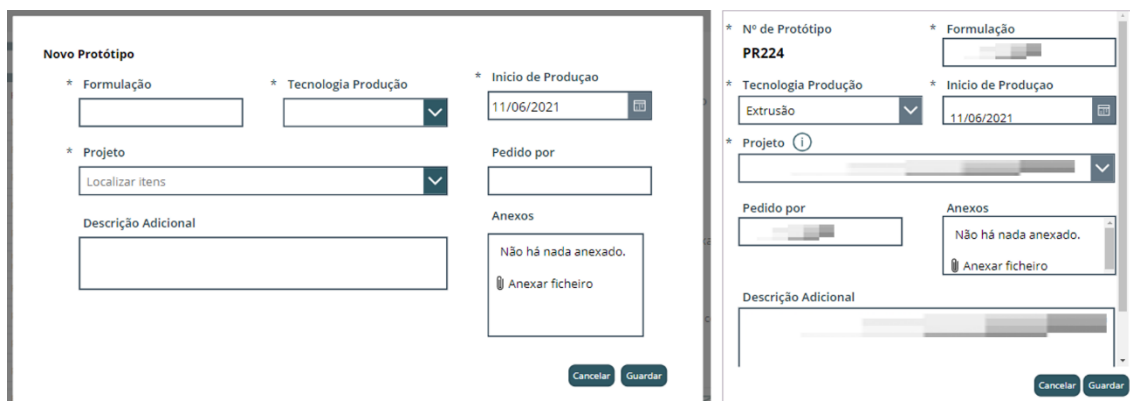 Novo Protótipo
* Formulação * Tecnologia Produção * Inicio de Produçao
11/06/2021
* Projeto Pedido por
Localizar itens
Descrição Adicional Anexos
Não há nada anexado.
Anexar ficheiro
Cancelar Guardar
* Nº de Protótipo * Formulação
PR224
* Tecnologia Produção * Inicio de Produçao
Extrusão 11/06/2021
* Projeto i
Pedido por Anexos
Não há nada anexado.
Anexar ficheiro
Descrição Adicional
Cancelar Guardar